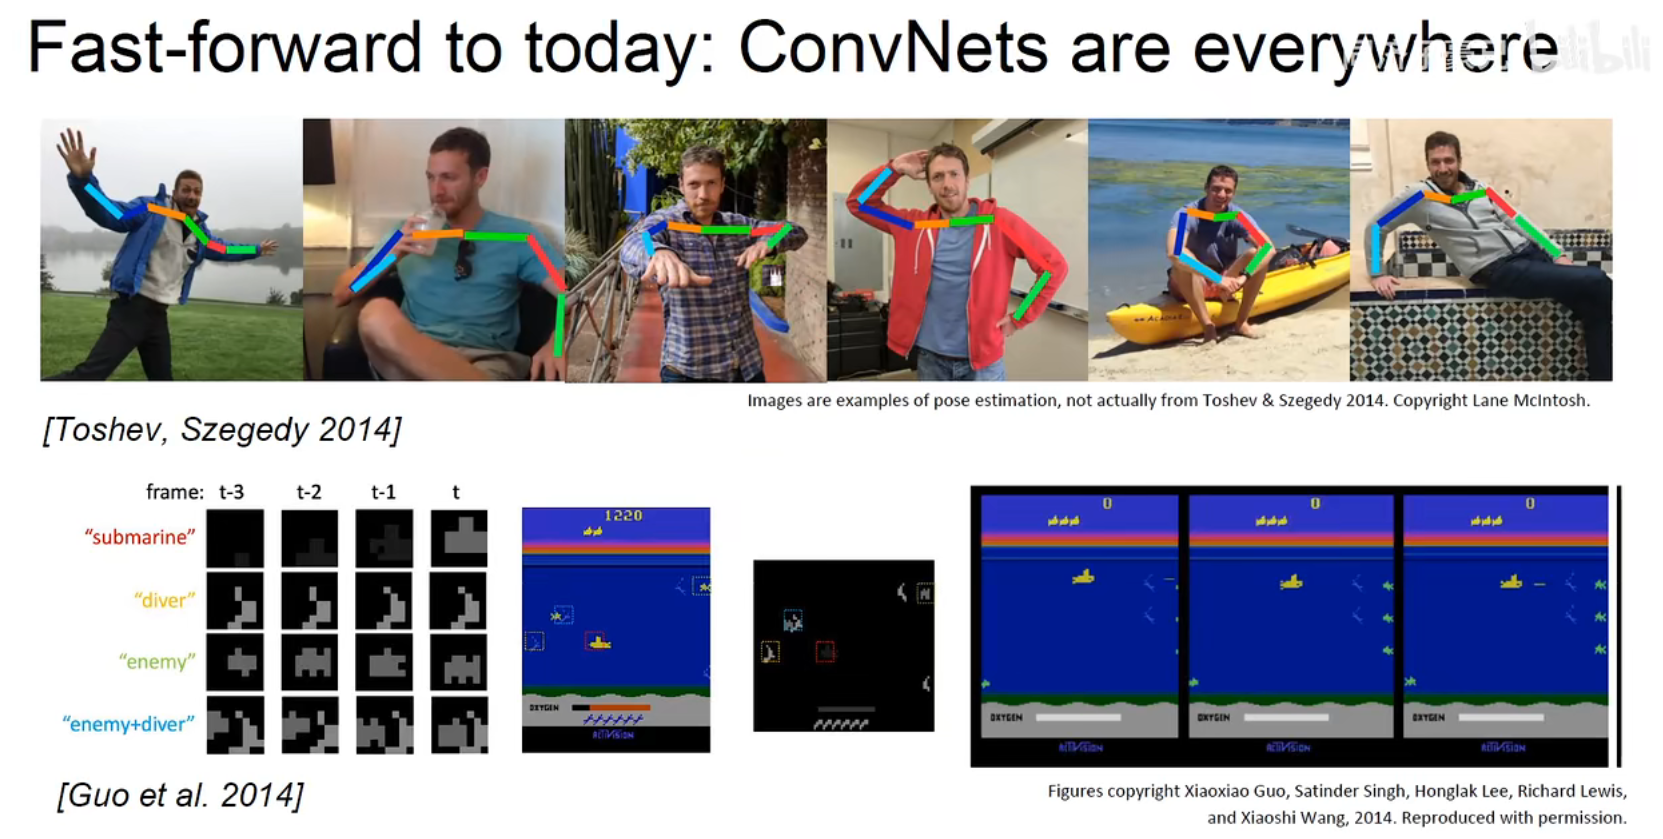 Fast-forward to today: ConvNets are everywhere
bilibili
Images are examples of pose estimation, not actually from Toshev & Szegedy 2014. Copyright Lane McIntosh.
[Toshev, Szegedy 2014]
frame: t-3 t-2 t-1 t
“submarine”
“diver”
“enemy”
“enemy+diver”
1220
OXYGEN
ACTIVISION
0 0 0
OXYGEN OXYGEN OXYGEN
ACTIVISION ACTIVISION ACTIVISION
[Guo et al. 2014]
Figures copyright Xiaoxiao Guo, Satinder Singh, Honglak Lee, Richard Lewis,
and Xiaoshi Wang, 2014. Reproduced with permission.